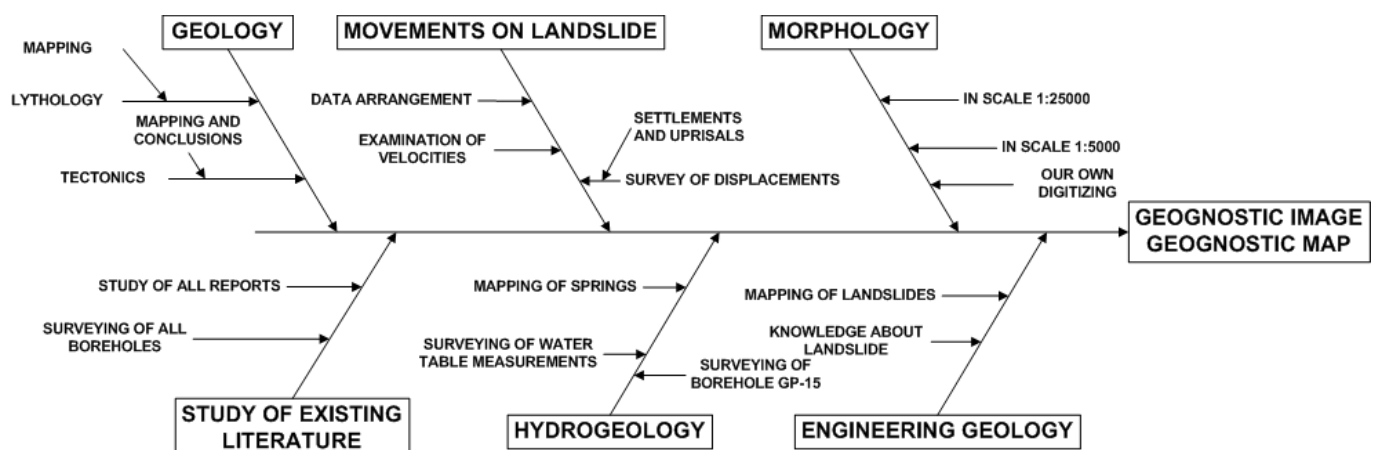 GEOLOGY
MOVEMENTS ON LANDSLIDE
MORPHOLOGY
MAPPING
LYTHOLOGY
MAPPING AND
CONCLUSIONS
TECTONICS
DATA ARRANGEMENT
EXAMINATION OF
VELOCITIES
SETTLEMENTS
AND UPRISALS
SURVEY OF DISPLACEMENTS
IN SCALE 1:25000
IN SCALE 1:5000
OUR OWN
DIGITIZING
GEOGNOSTIC IMAGE
GEOGNOSTIC MAP
STUDY OF ALL REPORTS
SURVEYING OF ALL
BOREHOLES
STUDY OF EXISTING
LITERATURE
MAPPING OF SPRINGS
SURVEYING OF WATER
TABLE MEASUREMENTS
SURVEYING OF
BOREHOLE GP-15
HYDROGEOLOGY
MAPPING OF LANDSLIDES
KNOWLEDGE ABOUT
LANDSLIDE
ENGINEERING GEOLOGY